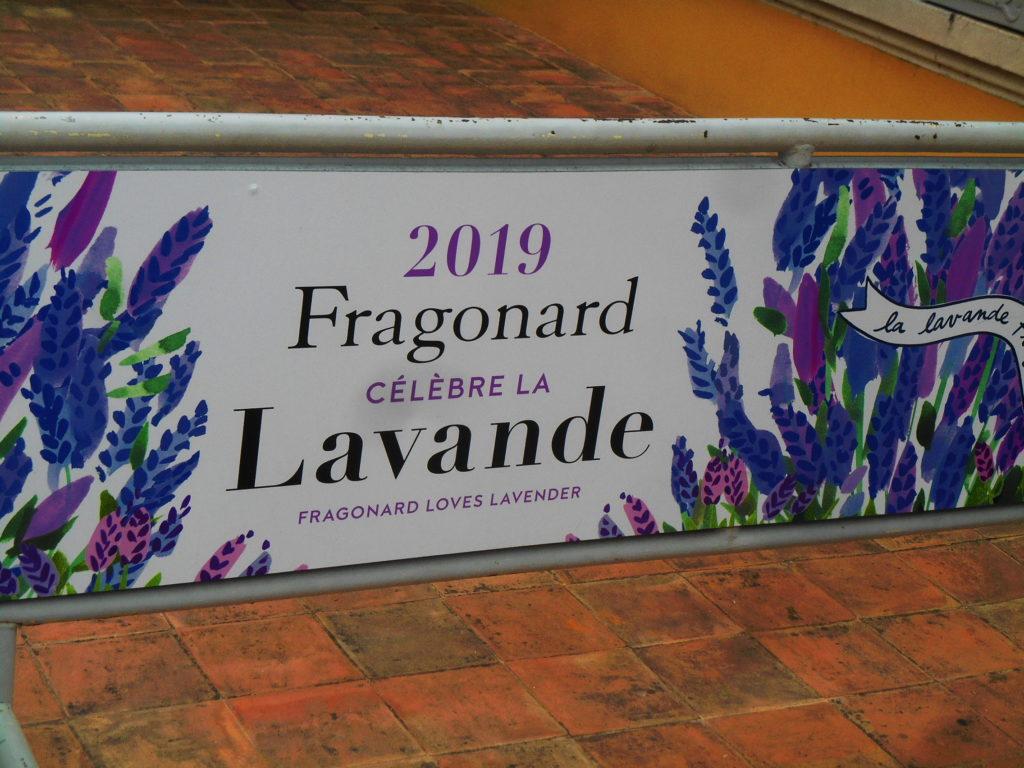 2019
Fragonard
CÉLÈBRE LA
Lavande
FRAGONARD LOVES LAVENDER
la lavande